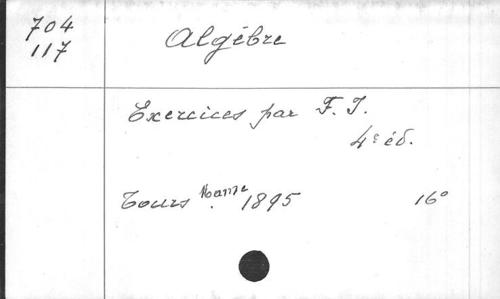 704
117
Algèbre
Exercices par F. J.
4e éd.
Tours Mame 1895 16°